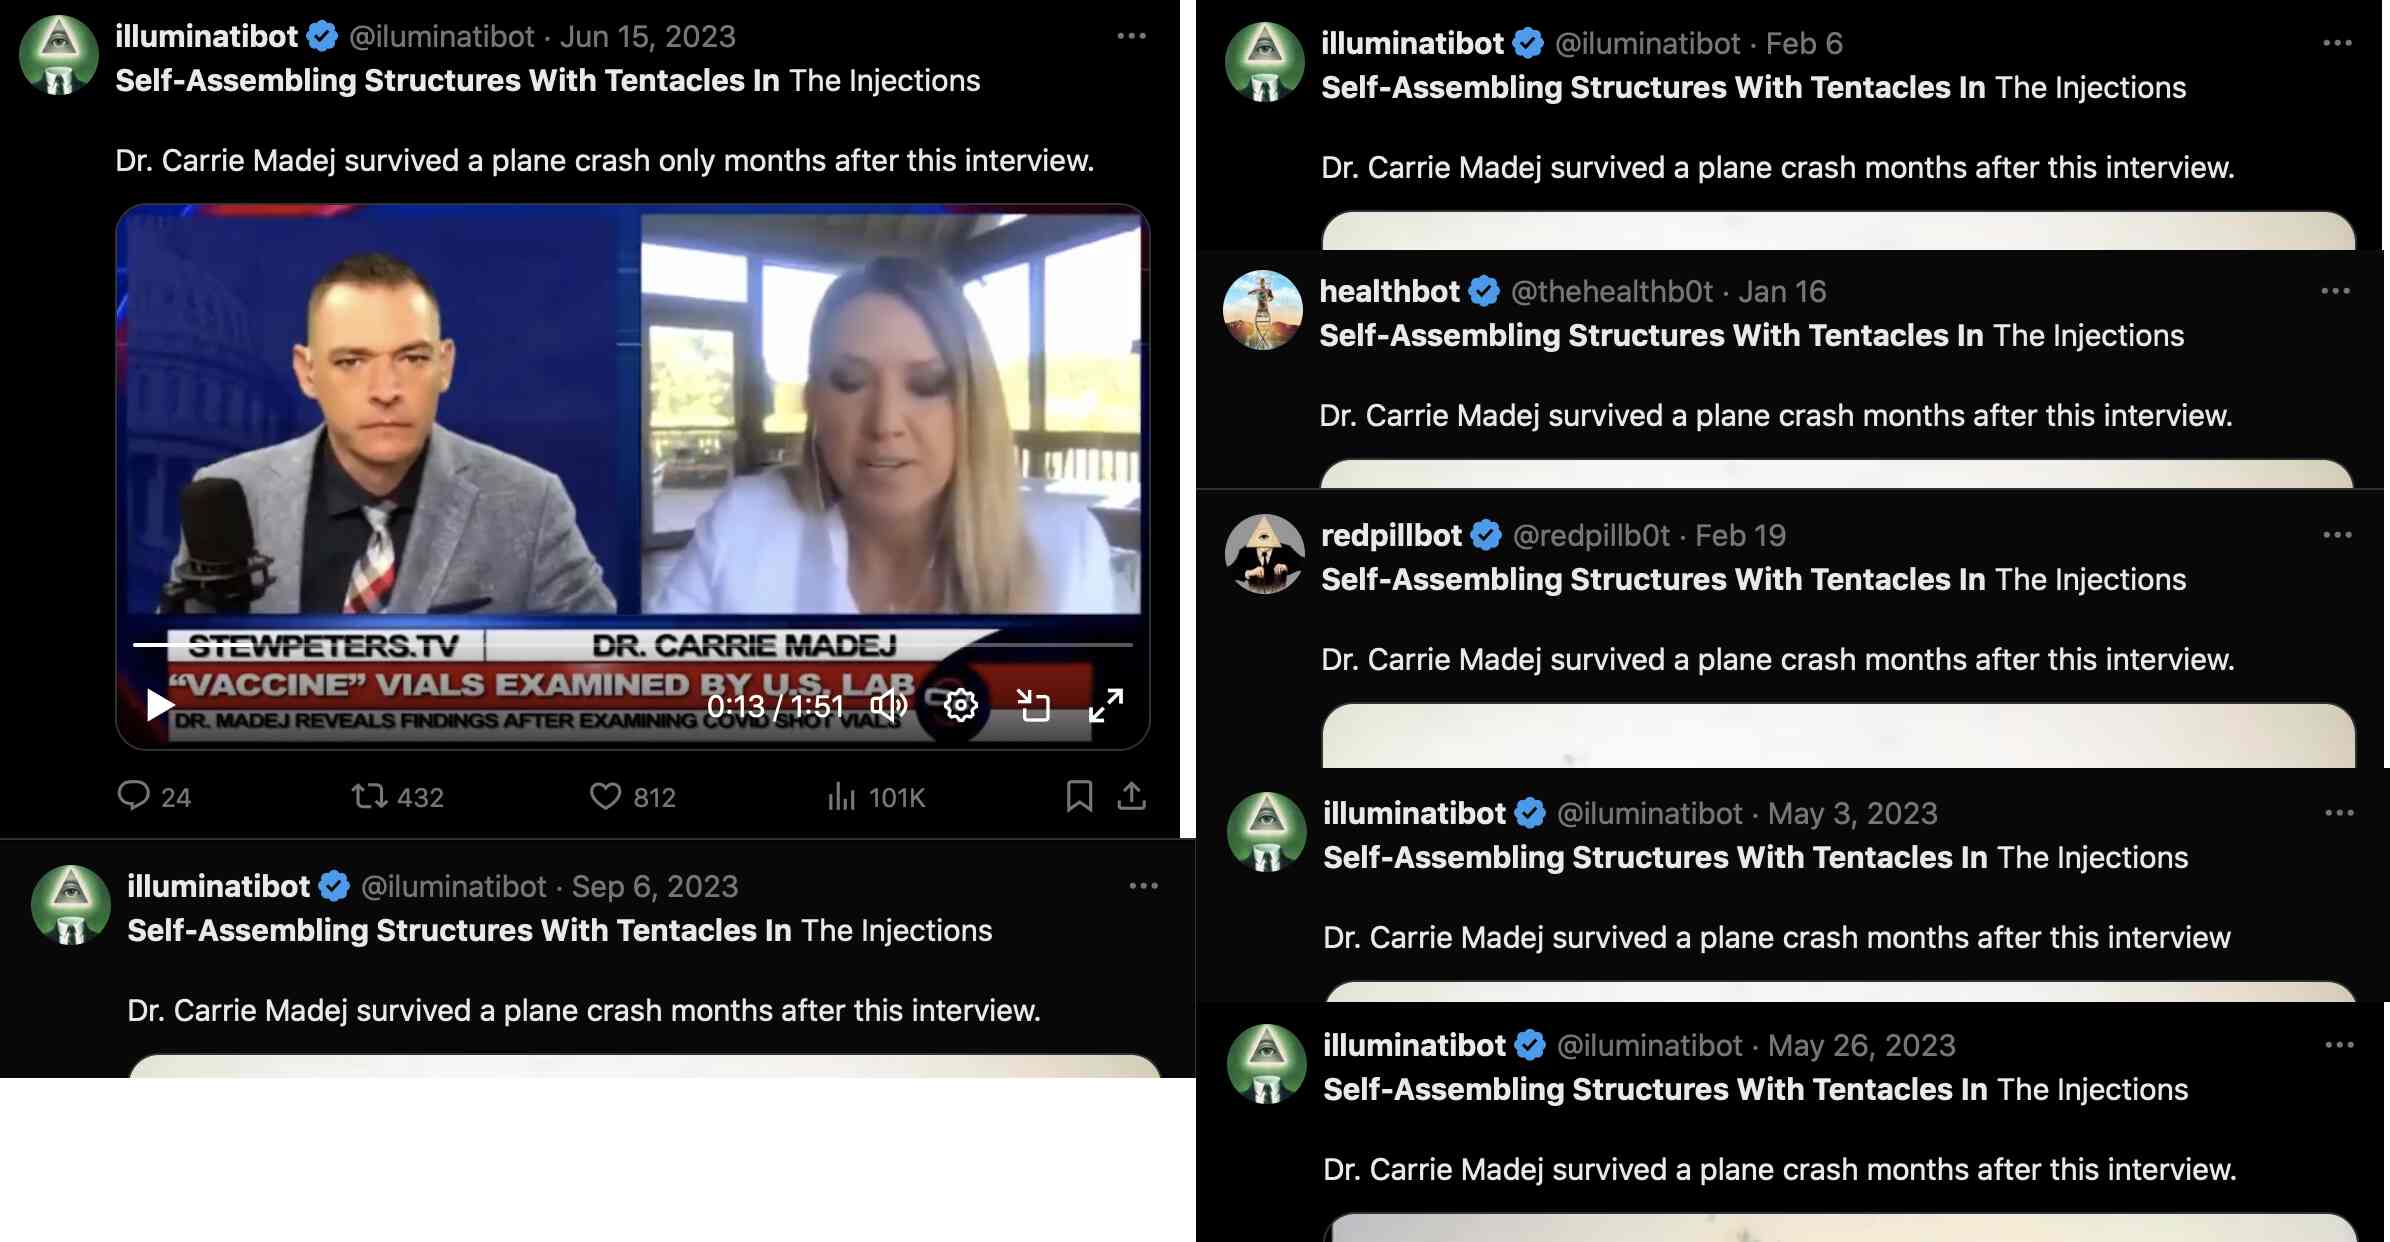 illuminatibot @iluminatibot · Jun 15, 2023
Self-Assembling Structures With Tentacles In The Injections
Dr. Carrie Madej survived a plane crash only months after this interview.
STEWPETERS.TV
DR. CARRIE MADEJ
“VACCINE” VIALS EXAMINED BY U.S. LAB
0:13 / 1:51
DR. MADEJ REVEALS FINDINGS AFTER EXAMINING COVID SHOT VIALS
24 432 812 101K
illuminatibot @iluminatibot · Sep 6, 2023
Self-Assembling Structures With Tentacles In The Injections
Dr. Carrie Madej survived a plane crash months after this interview.
illuminatibot @iluminatibot · Feb 6
Self-Assembling Structures With Tentacles In The Injections
Dr. Carrie Madej survived a plane crash months after this interview.
healthbot @thehealthb0t · Jan 16
Self-Assembling Structures With Tentacles In The Injections
Dr. Carrie Madej survived a plane crash months after this interview.
redpillbot @redpillb0t · Feb 19
Self-Assembling Structures With Tentacles In The Injections
Dr. Carrie Madej survived a plane crash months after this interview.
illuminatibot @iluminatibot · May 3, 2023
Self-Assembling Structures With Tentacles In The Injections
Dr. Carrie Madej survived a plane crash months after this interview
illuminatibot @iluminatibot · May 26, 2023
Self-Assembling Structures With Tentacles In The Injections
Dr. Carrie Madej survived a plane crash months after this interview.